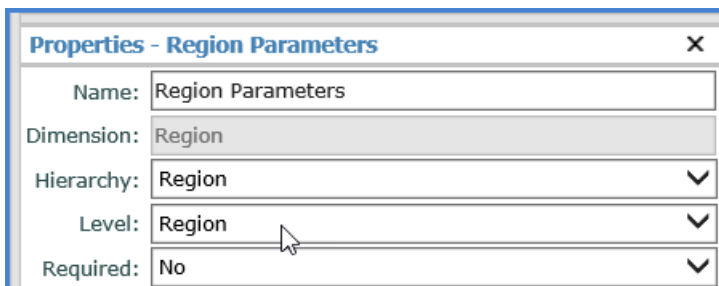 Properties - Region Parameters
Name: Region Parameters
Dimension: Region
Hierarchy: Region
Level: Region
Required: No